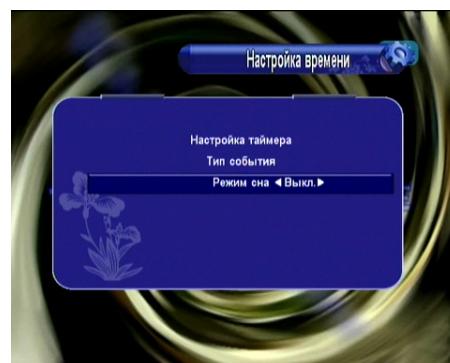 Настройка времени
Настройка таймера
Тип события
Режим сна ◀Выкл.▶